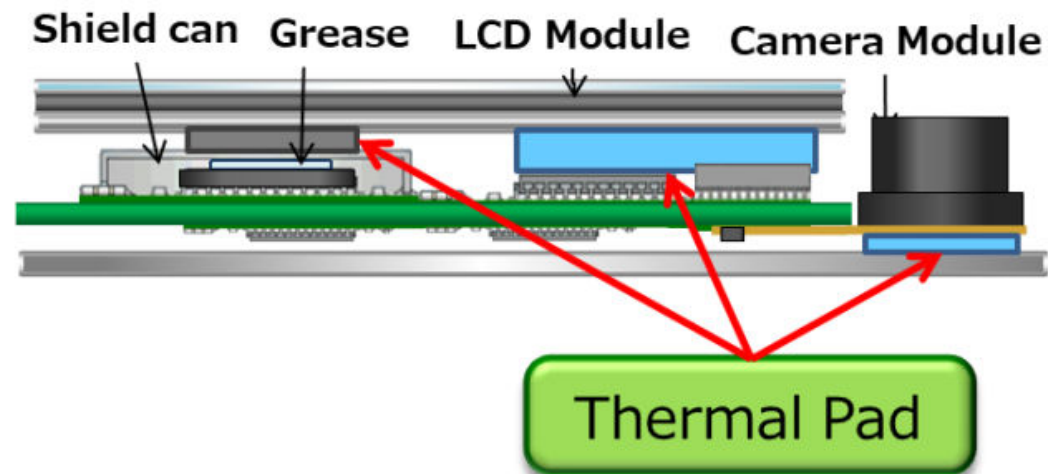 Shield can
Grease
LCD Module
Camera Module
Thermal Pad